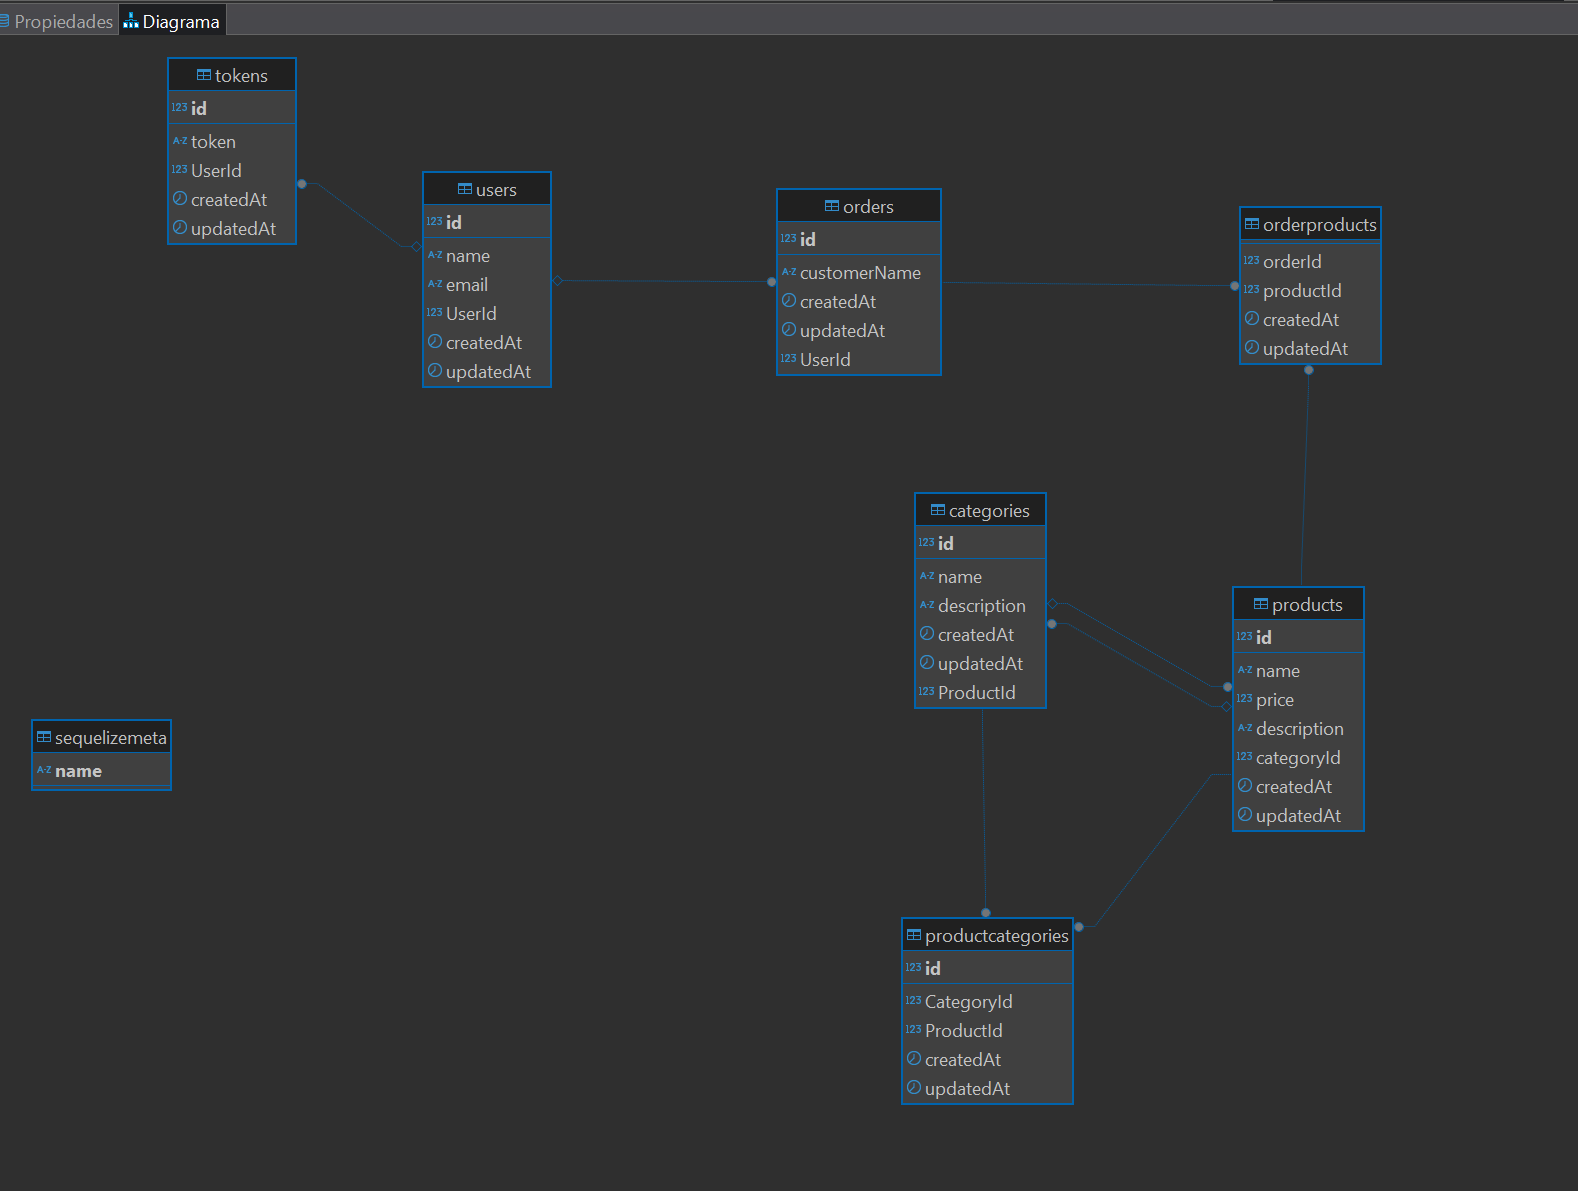 Propiedades
Diagrama
tokens
123 id
A-Z token
123 UserId
createdAt
updatedAt
users
123 id
A-Z name
A-Z email
123 UserId
createdAt
updatedAt
orders
123 id
A-Z customerName
createdAt
updatedAt
123 UserId
orderproducts
123 orderId
123 productId
createdAt
updatedAt
categories
123 id
A-Z name
A-Z description
createdAt
updatedAt
123 ProductId
products
123 id
A-Z name
123 price
A-Z description
123 categoryId
createdAt
updatedAt
sequelizemeta
A-Z name
productcategories
123 id
123 CategoryId
123 ProductId
createdAt
updatedAt